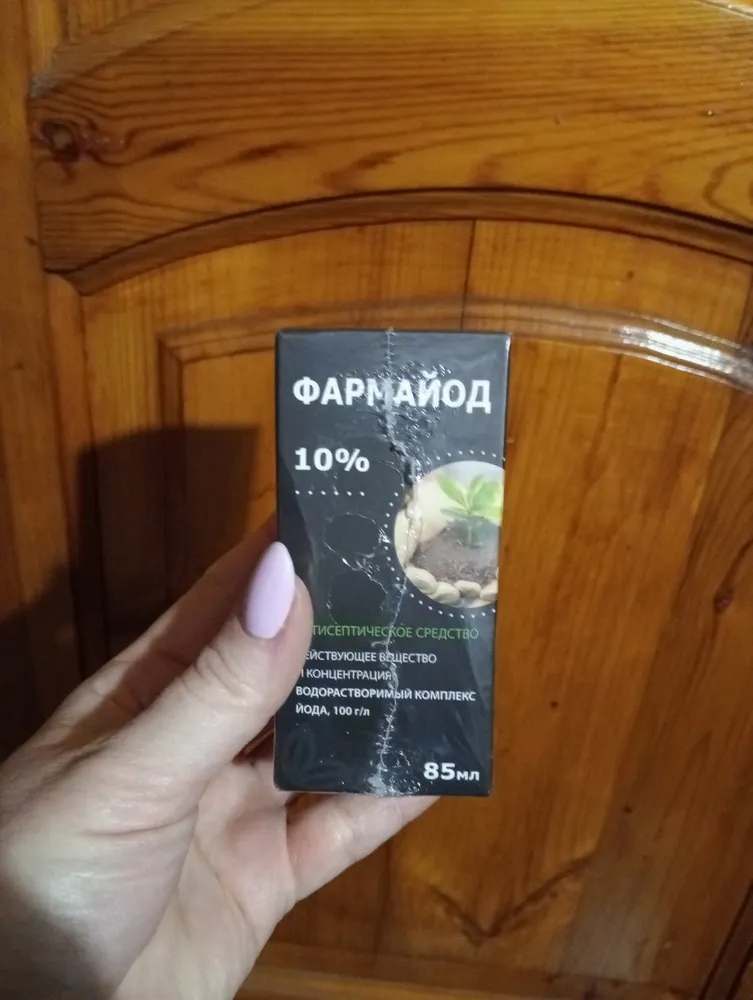 ФАРМАЙОД
10%
ТИСЕПТИЧЕСКОЕ СРЕДСТВО
ЕЙСТВУЮЩЕЕ ВЕЩЕСТВО
И КОНЦЕНТРАЦИЯ
ВОДОРАСТВОРИМЫЙ КОМПЛЕКС
ЙОДА, 100 г/л
85мл